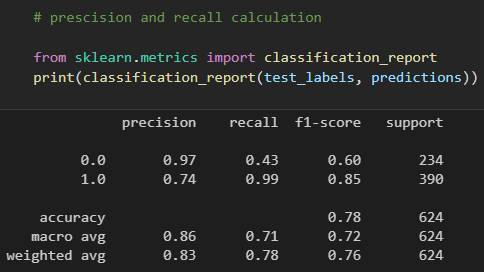 # prescision and recall calculation
from sklearn.metrics import classification_report
print(classification_report(test_labels, predictions))
precision recall f1-score support
0.0 0.97 0.43 0.60 234
1.0 0.74 0.99 0.85 390
accuracy 0.78 624
macro avg 0.86 0.71 0.72 624
weighted avg 0.83 0.78 0.76 624